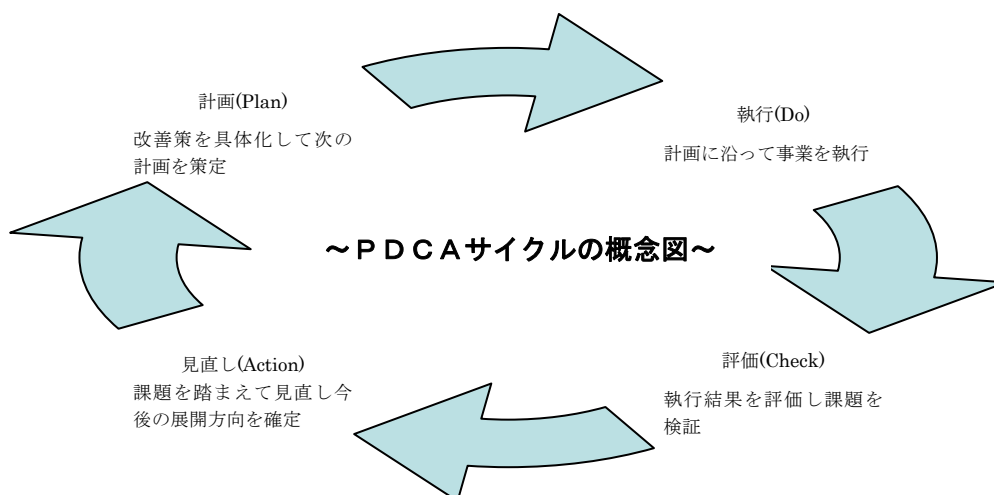 計画(Plan)
改善策を具体化して次の
計画を策定
執行(Do)
計画に沿って事業を執行
～ＰＤＣＡサイクルの概念図～
見直し(Action)
課題を踏まえて見直し今
後の展開方向を確定
評価(Check)
執行結果を評価し課題を
検証